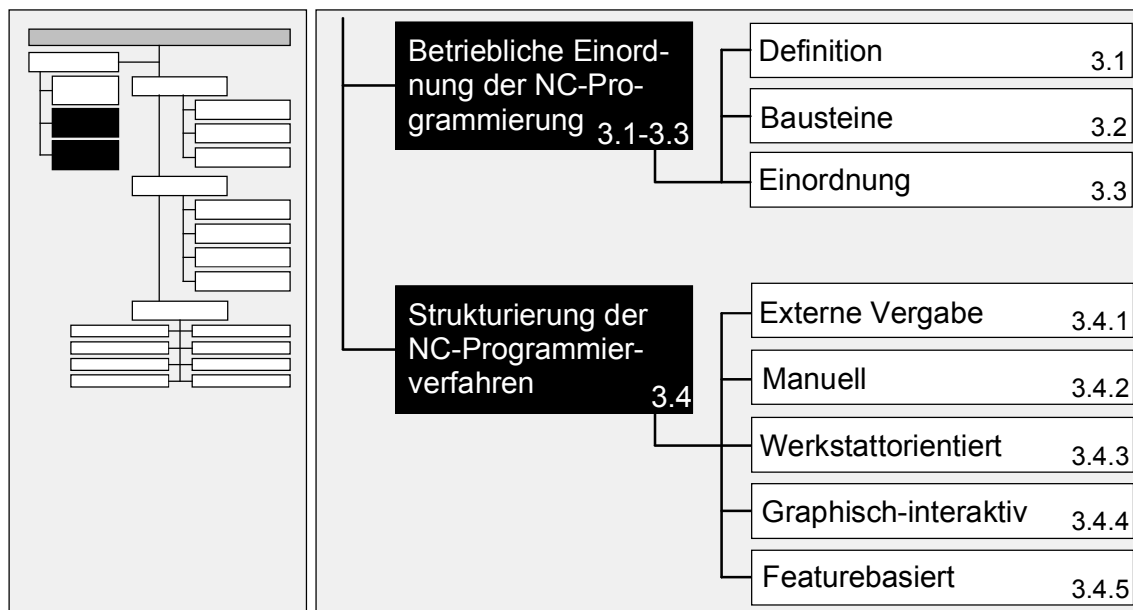 Betriebliche Einord-
nung der NC-Pro-
grammierung 3.1-3.3
Definition 3.1
Bausteine 3.2
Einordnung 3.3
Strukturierung der
NC-Programmier-
verfahren 3.4
Externe Vergabe 3.4.1
Manuell 3.4.2
Werkstattorientiert 3.4.3
Graphisch-interaktiv 3.4.4
Featurebasiert 3.4.5